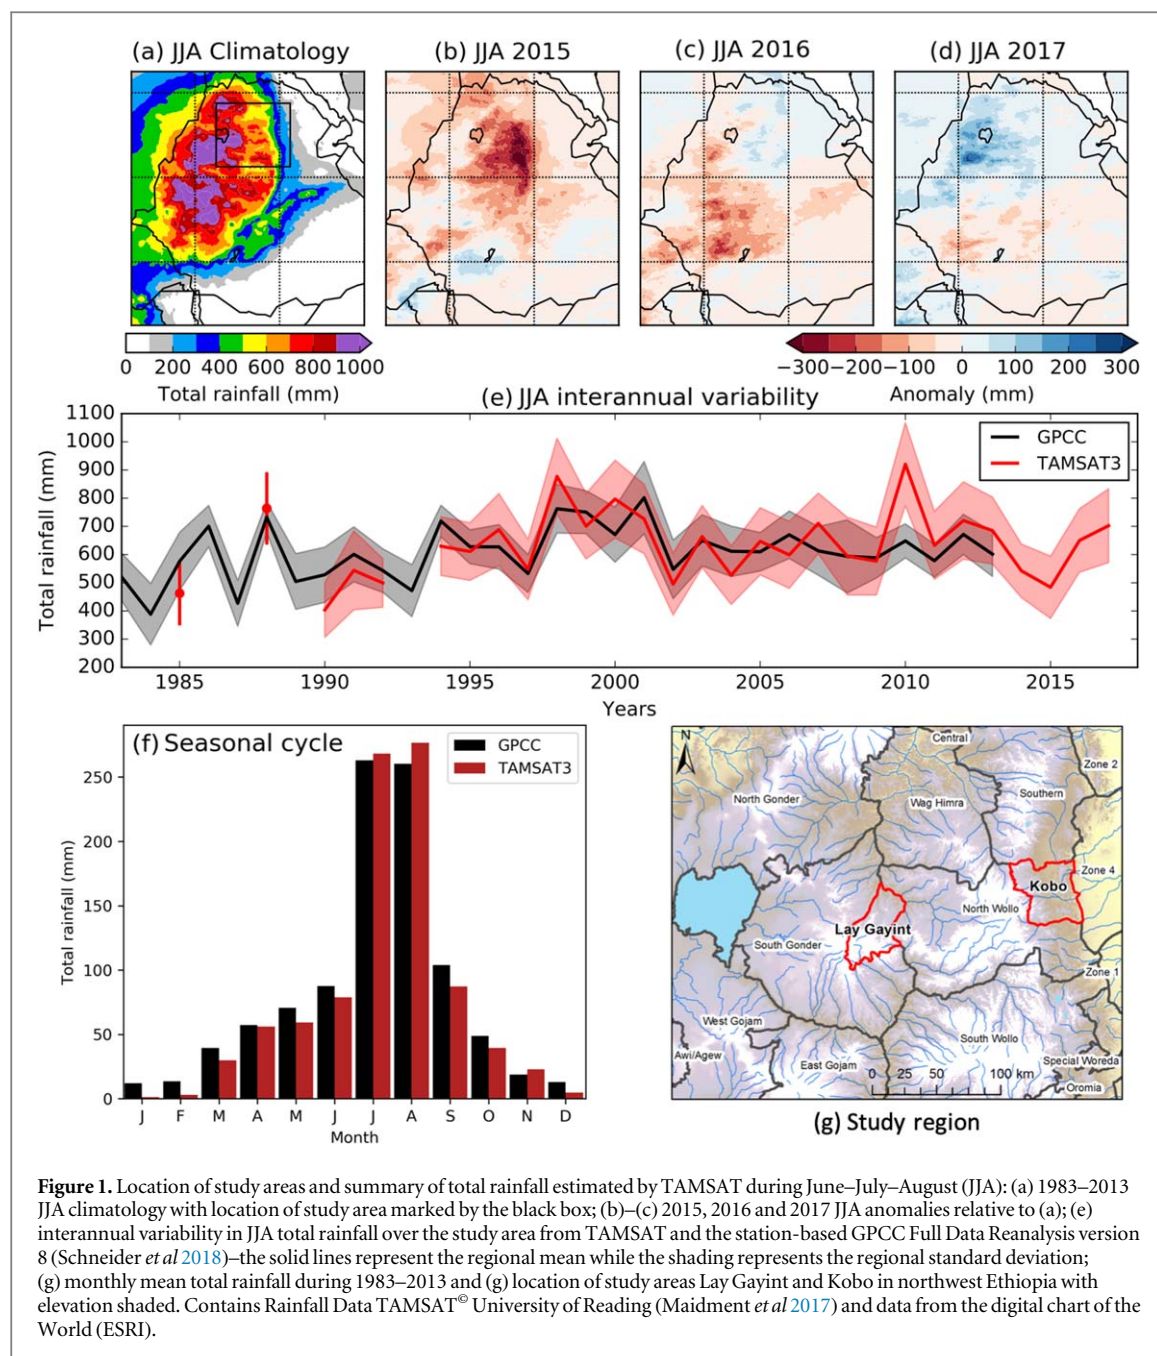 (a) JJA Climatology
(b) JJA 2015
(c) JJA 2016
(d) JJA 2017
0 200 400 600 800 1000
Total rainfall (mm)
−300 −200 −100 0 100 200 300
Anomaly (mm)
(e) JJA interannual variability
1100
1000
900
800
700
600
500
400
300
200
Total rainfall (mm)
GPCC
TAMSAT3
1985 1990 1995 2000 2005 2010 2015
Years
(f) Seasonal cycle
GPCC
TAMSAT3
250
200
150
100
50
0
Total rainfall (mm)
J F M A M J J A S O N D
Month
N
Central
Zone 2
North Gonder
Wag Himra
Southern
Kobo
Zone 4
North Wollo
Lay Gayint
South Gonder
Zone 1
West Gojam
South Wollo
Awi/Agew
East Gojam
Special Woreda
Oromia
0 25 50 100 km
(g) Study region
Figure 1. Location of study areas and summary of total rainfall estimated by TAMSAT during June–July–August (JJA): (a) 1983–2013
JJA climatology with location of study area marked by the black box; (b)–(c) 2015, 2016 and 2017 JJA anomalies relative to (a); (e)
interannual variability in JJA total rainfall over the study area from TAMSAT and the station-based GPCC Full Data Reanalysis version
8 (Schneider et al 2018)–the solid lines represent the regional mean while the shading represents the regional standard deviation;
(g) monthly mean total rainfall during 1983–2013 and (g) location of study areas Lay Gayint and Kobo in northwest Ethiopia with
elevation shaded. Contains Rainfall Data TAMSAT© University of Reading (Maidment et al 2017) and data from the digital chart of the
World (ESRI).